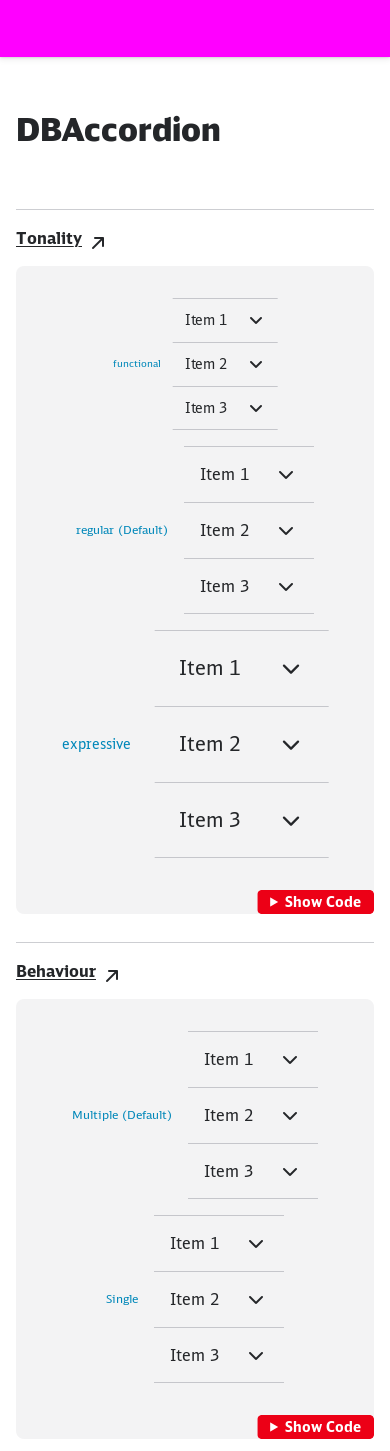 DBAccordion
Tonality
Item 1
functional Item 2
Item 3
Item 1
regular (Default) Item 2
Item 3
Item 1
expressive Item 2
Item 3
Show Code
Behaviour
Item 1
Multiple (Default) Item 2
Item 3
Item 1
Single Item 2
Item 3
Show Code